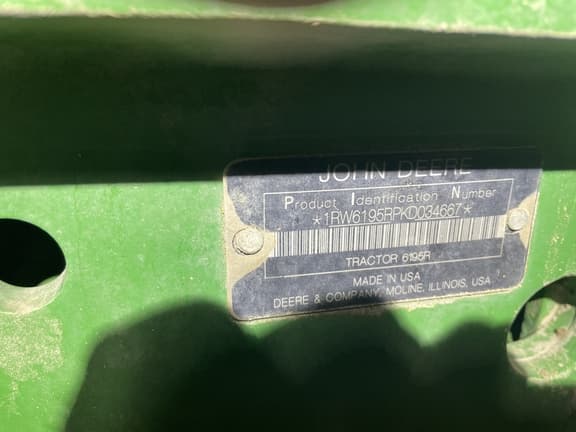 JOHN DEERE
Product Identification Number
*1RW6195RPKD034667*
TRACTOR 6195R
MADE IN USA
DEERE & COMPANY, MOLINE, ILLINOIS, USA